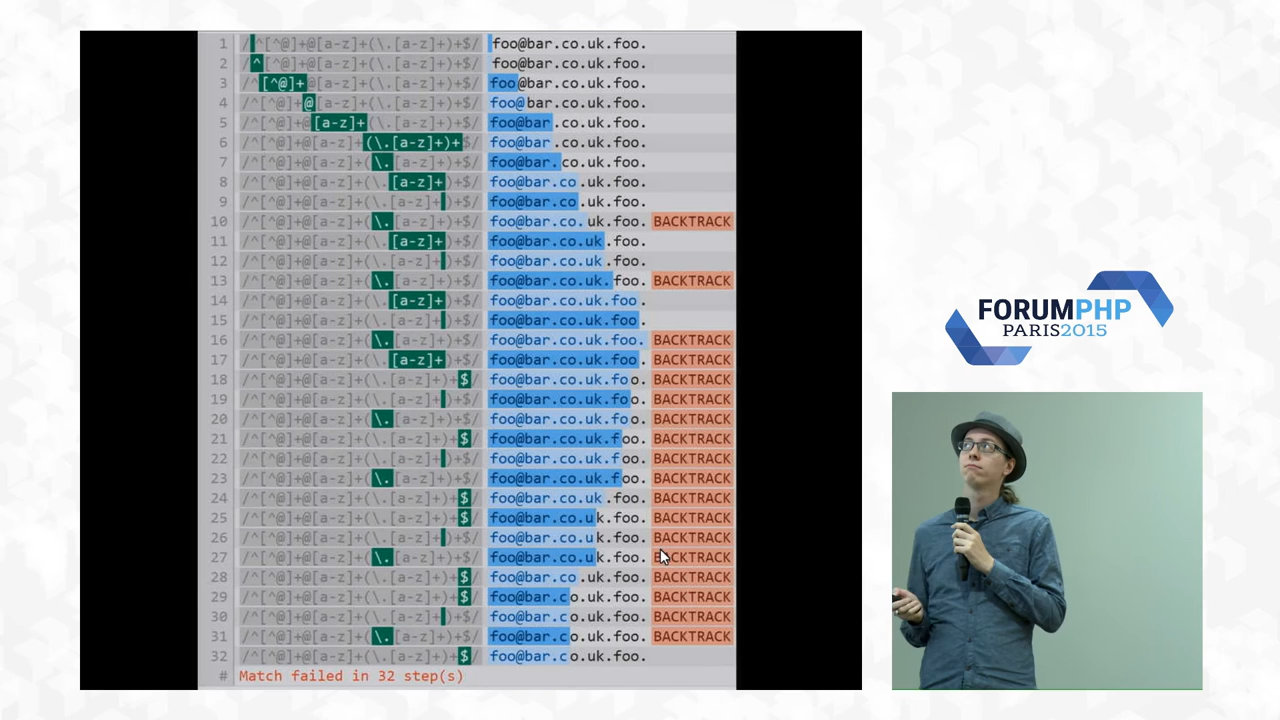 1 /^[^@]+@[a-z]+(\.[a-z]+)+$/ foo@bar.co.uk.foo.
2 /^[^@]+@[a-z]+(\.[a-z]+)+$/ foo@bar.co.uk.foo.
3 /^[^@]+@[a-z]+(\.[a-z]+)+$/ foo@bar.co.uk.foo.
4 /^[^@]+@[a-z]+(\.[a-z]+)+$/ foo@bar.co.uk.foo.
5 /^[^@]+@[a-z]+(\.[a-z]+)+$/ foo@bar.co.uk.foo.
6 /^[^@]+@[a-z]+(\.[a-z]+)+$/ foo@bar.co.uk.foo.
7 /^[^@]+@[a-z]+(\.[a-z]+)+$/ foo@bar.co.uk.foo.
8 /^[^@]+@[a-z]+(\.[a-z]+)+$/ foo@bar.co.uk.foo.
9 /^[^@]+@[a-z]+(\.[a-z]+)+$/ foo@bar.co.uk.foo.
10 /^[^@]+@[a-z]+(\.[a-z]+)+$/ foo@bar.co.uk.foo. BACKTRACK
11 /^[^@]+@[a-z]+(\.[a-z]+)+$/ foo@bar.co.uk.foo.
12 /^[^@]+@[a-z]+(\.[a-z]+)+$/ foo@bar.co.uk.foo.
13 /^[^@]+@[a-z]+(\.[a-z]+)+$/ foo@bar.co.uk.foo. BACKTRACK
14 /^[^@]+@[a-z]+(\.[a-z]+)+$/ foo@bar.co.uk.foo.
15 /^[^@]+@[a-z]+(\.[a-z]+)+$/ foo@bar.co.uk.foo.
16 /^[^@]+@[a-z]+(\.[a-z]+)+$/ foo@bar.co.uk.foo. BACKTRACK
17 /^[^@]+@[a-z]+(\.[a-z]+)+$/ foo@bar.co.uk.foo. BACKTRACK
18 /^[^@]+@[a-z]+(\.[a-z]+)+$/ foo@bar.co.uk.foo. BACKTRACK
19 /^[^@]+@[a-z]+(\.[a-z]+)+$/ foo@bar.co.uk.foo. BACKTRACK
20 /^[^@]+@[a-z]+(\.[a-z]+)+$/ foo@bar.co.uk.foo. BACKTRACK
21 /^[^@]+@[a-z]+(\.[a-z]+)+$/ foo@bar.co.uk.foo. BACKTRACK
22 /^[^@]+@[a-z]+(\.[a-z]+)+$/ foo@bar.co.uk.foo. BACKTRACK
23 /^[^@]+@[a-z]+(\.[a-z]+)+$/ foo@bar.co.uk.foo. BACKTRACK
24 /^[^@]+@[a-z]+(\.[a-z]+)+$/ foo@bar.co.uk.foo. BACKTRACK
25 /^[^@]+@[a-z]+(\.[a-z]+)+$/ foo@bar.co.uk.foo. BACKTRACK
26 /^[^@]+@[a-z]+(\.[a-z]+)+$/ foo@bar.co.uk.foo. BACKTRACK
27 /^[^@]+@[a-z]+(\.[a-z]+)+$/ foo@bar.co.uk.foo. BACKTRACK
28 /^[^@]+@[a-z]+(\.[a-z]+)+$/ foo@bar.co.uk.foo. BACKTRACK
29 /^[^@]+@[a-z]+(\.[a-z]+)+$/ foo@bar.co.uk.foo. BACKTRACK
30 /^[^@]+@[a-z]+(\.[a-z]+)+$/ foo@bar.co.uk.foo. BACKTRACK
31 /^[^@]+@[a-z]+(\.[a-z]+)+$/ foo@bar.co.uk.foo. BACKTRACK
32 /^[^@]+@[a-z]+(\.[a-z]+)+$/ foo@bar.co.uk.foo.
# Match failed in 32 step(s)
FORUMPHP
PARIS2015